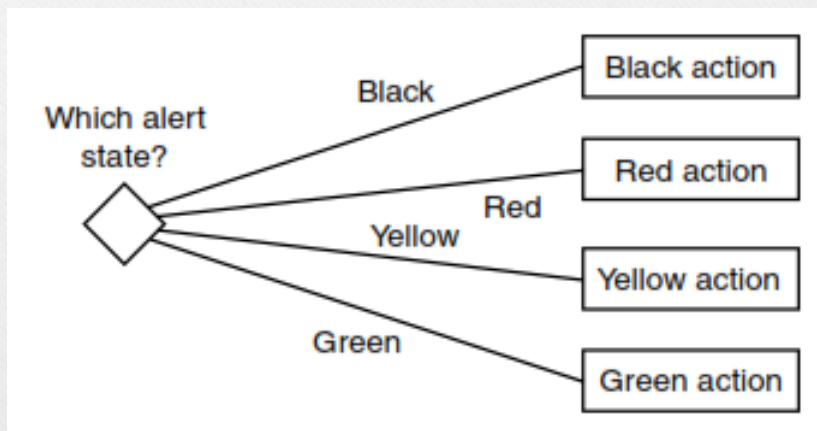 Which alert
state?
Black
Black action
Red
Red action
Yellow
Yellow action
Green
Green action